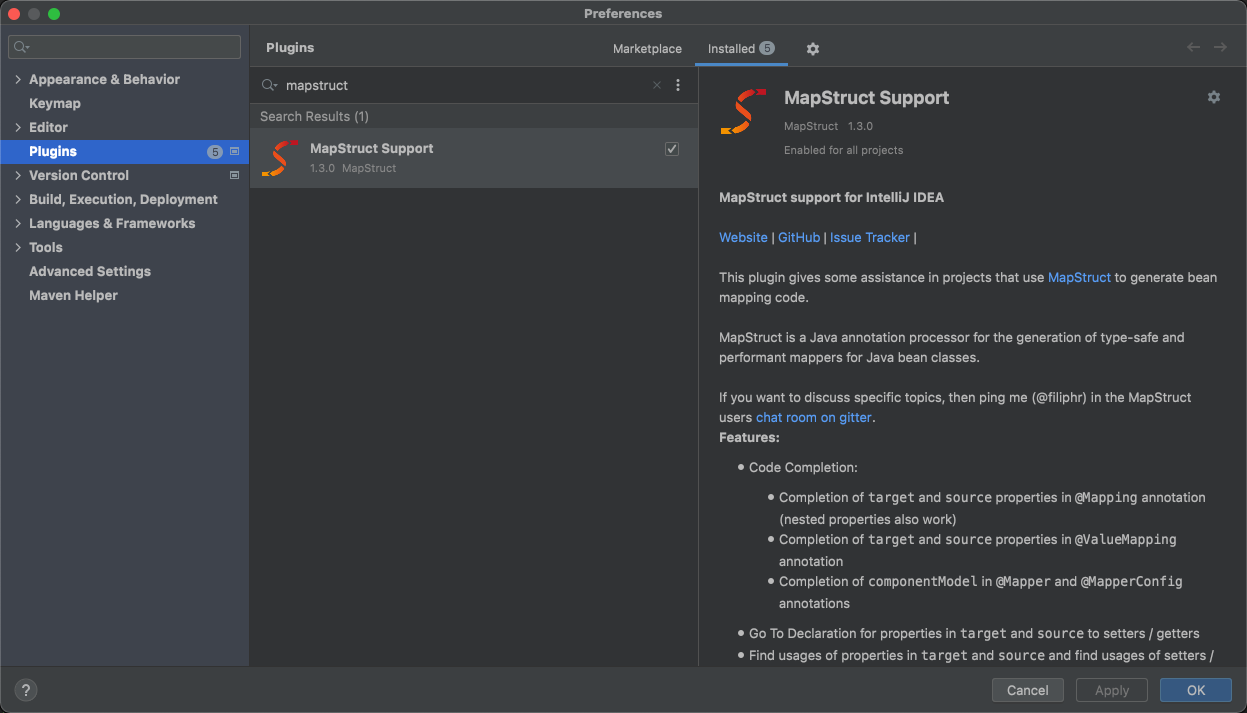 Preferences
Appearance & Behavior
Keymap
Editor
Plugins 5
Version Control
Build, Execution, Deployment
Languages & Frameworks
Tools
Advanced Settings
Maven Helper
Plugins
Marketplace
Installed 5
mapstruct
Search Results (1)
MapStruct Support
1.3.0 MapStruct
MapStruct Support
MapStruct 1.3.0
Enabled for all projects
MapStruct support for IntelliJ IDEA
Website | GitHub | Issue Tracker |
This plugin gives some assistance in projects that use MapStruct to generate bean
mapping code.
MapStruct is a Java annotation processor for the generation of type-safe and
performant mappers for Java bean classes.
If you want to discuss specific topics, then ping me (@filiphr) in the MapStruct
users chat room on gitter.
Features:
• Code Completion:
• Completion of target and source properties in @Mapping annotation
(nested properties also work)
• Completion of target and source properties in @ValueMapping
annotation
• Completion of componentModel in @Mapper and @MapperConfig
annotations
• Go To Declaration for properties in target and source to setters / getters
• Find usages of properties in target and source and find usages of setters /
?
Cancel
Apply
OK